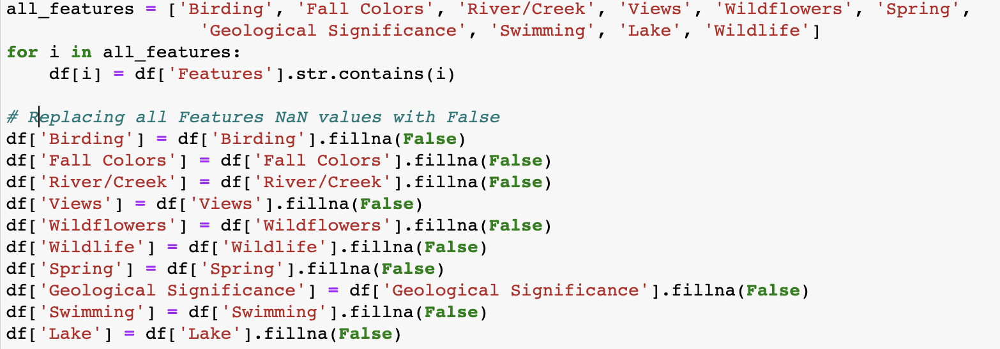 all_features = ['Birding', 'Fall Colors', 'River/Creek', 'Views', 'Wildflowers', 'Spring',
                'Geological Significance', 'Swimming', 'Lake', 'Wildlife']
for i in all_features:
    df[i] = df['Features'].str.contains(i)

# Replacing all Features NaN values with False
df['Birding'] = df['Birding'].fillna(False)
df['Fall Colors'] = df['Fall Colors'].fillna(False)
df['River/Creek'] = df['River/Creek'].fillna(False)
df['Views'] = df['Views'].fillna(False)
df['Wildflowers'] = df['Wildflowers'].fillna(False)
df['Wildlife'] = df['Wildlife'].fillna(False)
df['Spring'] = df['Spring'].fillna(False)
df['Geological Significance'] = df['Geological Significance'].fillna(False)
df['Swimming'] = df['Swimming'].fillna(False)
df['Lake'] = df['Lake'].fillna(False)